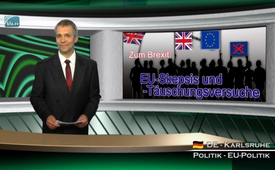 Zum Brexit
EU-Skepsis und
-Täuschungsversuche
DE - Karlsruhe
Politik - EU-Politik